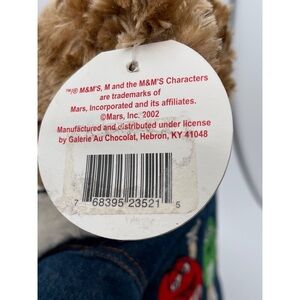 ™/® M&M'S, M and the M&M'S Characters
are trademarks of
Mars, Incorporated and its affiliates.
©Mars, Inc. 2002
Manufactured and distributed under license
by Galerie Au Chocolat, Hebron, KY 41048
7 68395 23521 5